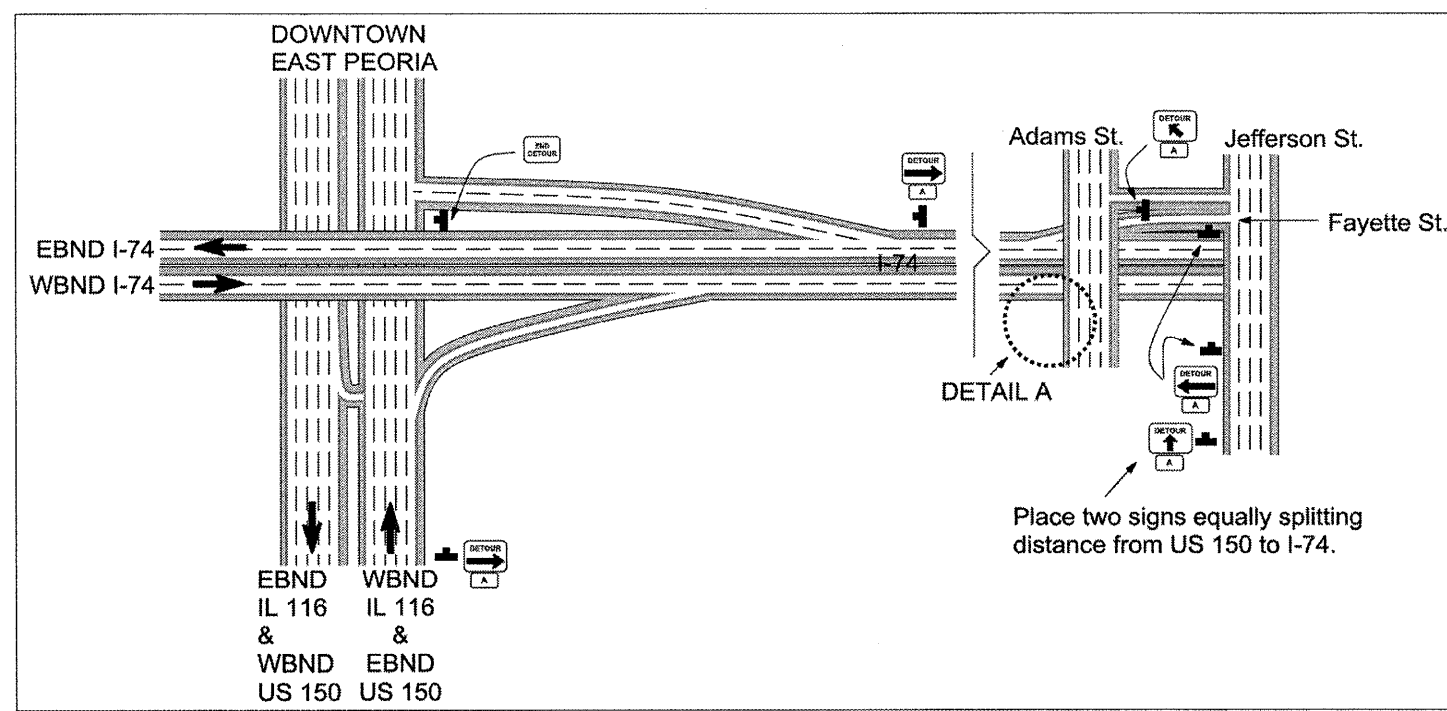 DOWNTOWN
EAST PEORIA
END
DETOUR
DETOUR
A
Adams St.
DETOUR
A
Jefferson St.
Fayette St.
EBND I-74
WBND I-74
I-74
DETAIL A
DETOUR
A
DETOUR
A
Place two signs equally splitting
distance from US 150 to I-74.
DETOUR
A
EBND
IL 116
&
WBND
US 150
WBND
IL 116
&
EBND
US 150